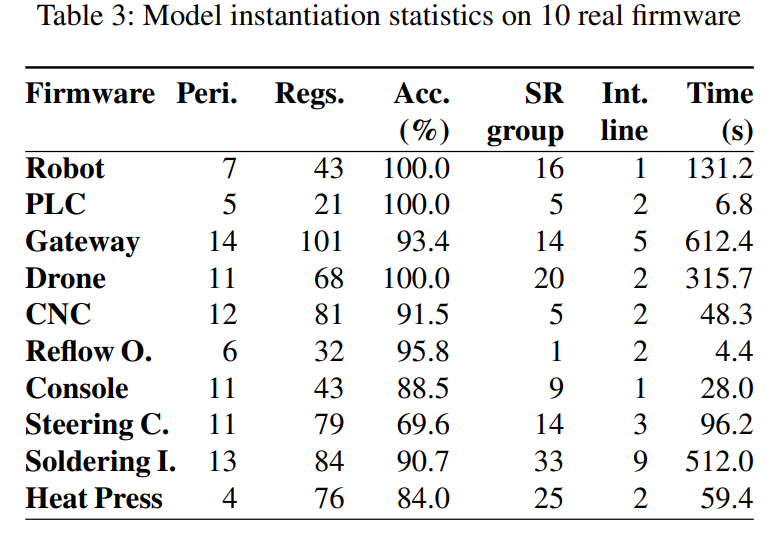 Table 3: Model instantiation statistics on 10 real firmware
Firmware Peri. Regs. Acc. SR Int. Time
(%) group line (s)
Robot 7 43 100.0 16 1 131.2
PLC 5 21 100.0 5 2 6.8
Gateway 14 101 93.4 14 5 612.4
Drone 11 68 100.0 20 2 315.7
CNC 12 81 91.5 5 2 48.3
Reflow O. 6 32 95.8 1 2 4.4
Console 11 43 88.5 9 1 28.0
Steering C. 11 79 69.6 14 3 96.2
Soldering I. 13 84 90.7 33 9 512.0
Heat Press 4 76 84.0 25 2 59.4